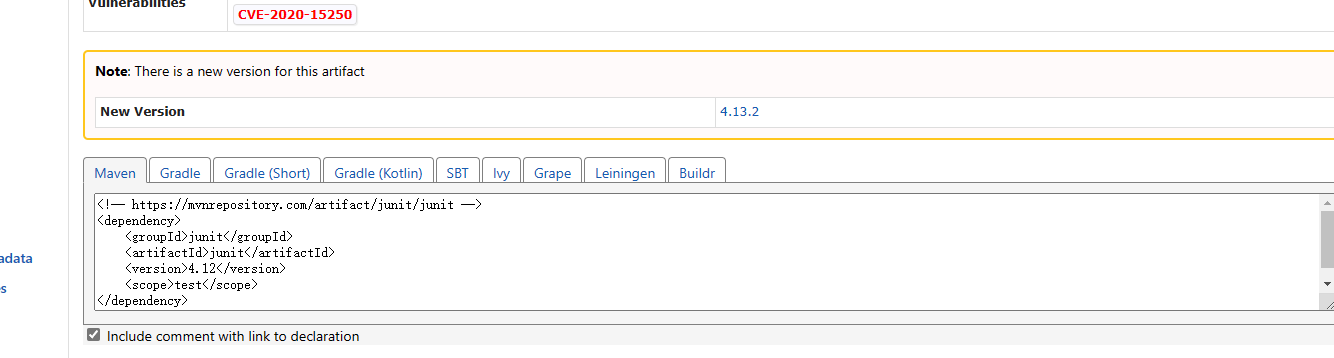 Vulnerabilities
CVE-2020-15250
Note: There is a new version for this artifact
New Version 4.13.2
Maven Gradle Gradle (Short) Gradle (Kotlin) SBT Ivy Grape Leiningen Buildr
<!-- https://mvnrepository.com/artifact/junit/junit -->
<dependency>
    <groupId>junit</groupId>
    <artifactId>junit</artifactId>
    <version>4.12</version>
    <scope>test</scope>
</dependency>
Include comment with link to declaration